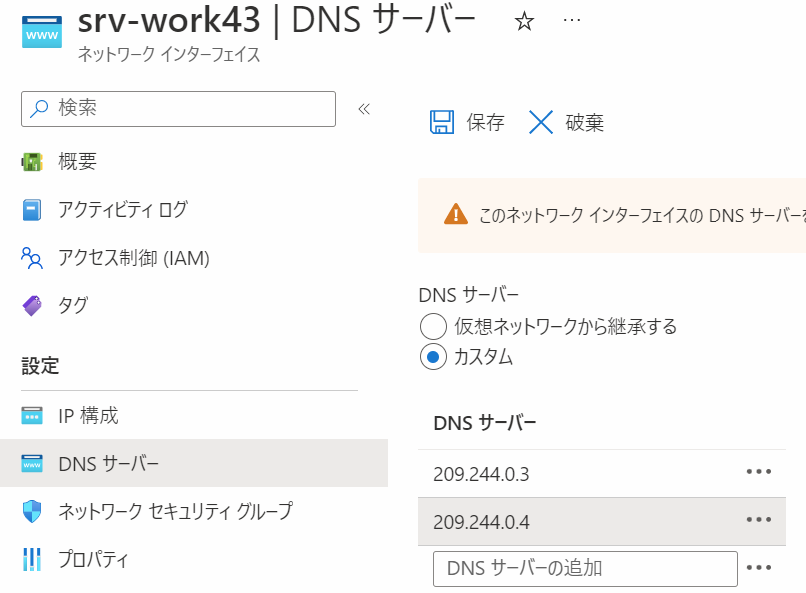 srv-work43 | DNS サーバー ☆ …
ネットワーク インターフェイス
検索 «
概要
アクティビティ ログ
アクセス制御 (IAM)
タグ
設定
IP 構成
DNS サーバー
ネットワーク セキュリティ グループ
プロパティ
保存 破棄
このネットワーク インターフェイスの DNS サーバーを
DNS サーバー
仮想ネットワークから継承する
カスタム
DNS サーバー
209.244.0.3
209.244.0.4
DNS サーバーの追加